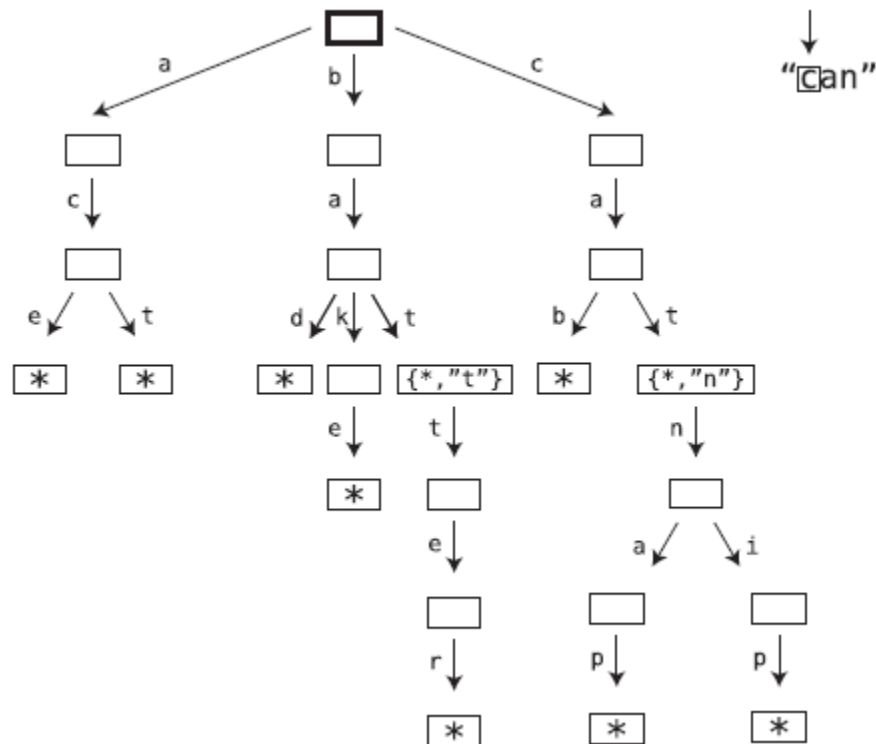 a b c
“can”
c a a
e t d k t b t
* * * {*,”t”} * {*,”n”}
e t n
*
e a i
r p p
* * *